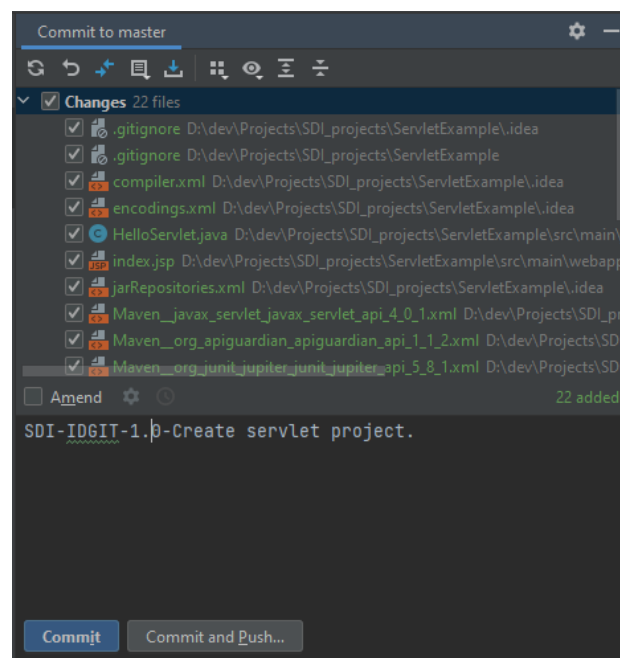 Commit to master
Changes 22 files
.gitignore D:\dev\Projects\SDI_projects\ServletExample\.idea
.gitignore D:\dev\Projects\SDI_projects\ServletExample
compiler.xml D:\dev\Projects\SDI_projects\ServletExample\.idea
encodings.xml D:\dev\Projects\SDI_projects\ServletExample\.idea
C HelloServlet.java D:\dev\Projects\SDI_projects\ServletExample\src\main\
JSP index.jsp D:\dev\Projects\SDI_projects\ServletExample\src\main\webapp
jarRepositories.xml D:\dev\Projects\SDI_projects\ServletExample\.idea
Maven__javax_servlet_javax_servlet_api_4_0_1.xml D:\dev\Projects\SDI_pr
Maven__org_apiguardian_apiguardian_api_1_1_2.xml D:\dev\Projects\SD
Maven__org_junit_jupiter_junit_jupiter_api_5_8_1.xml D:\dev\Projects\SD
Amend 22 added
SDI-IDGIT-1.0-Create servlet project.
Commit Commit and Push...